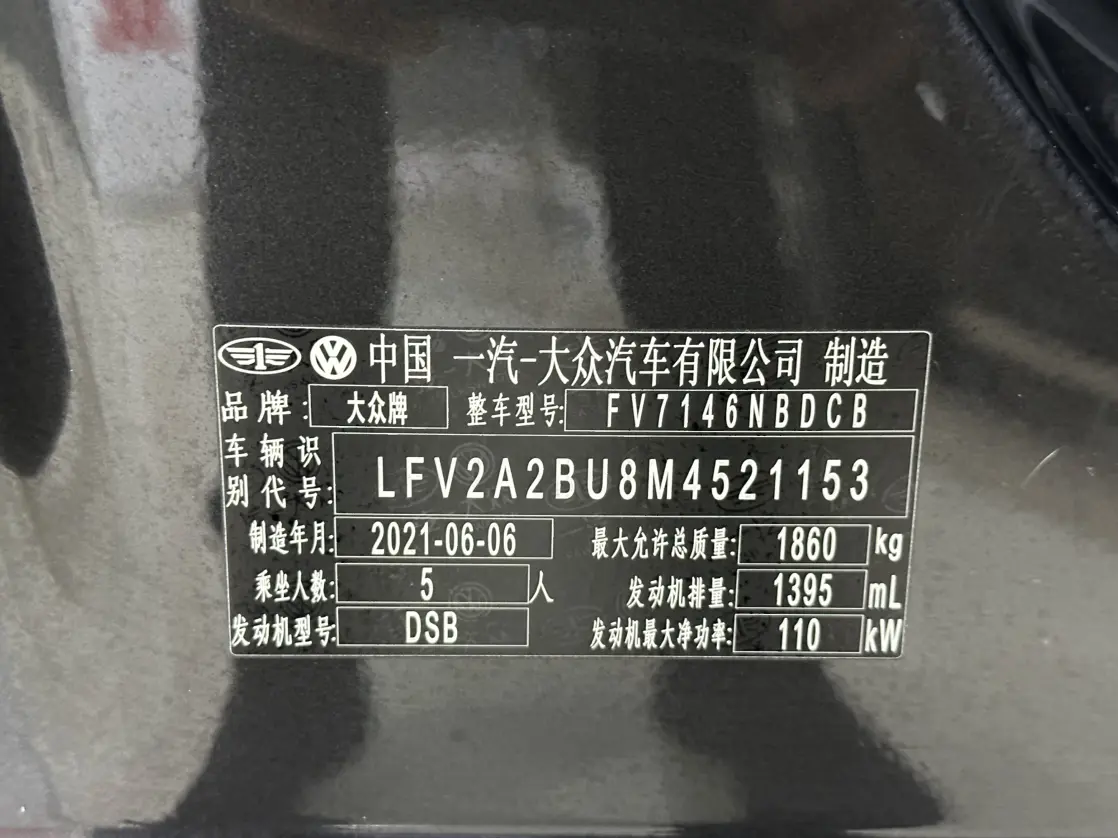 中国 一汽-大众汽车有限公司 制造
品牌: 大众牌 整车型号: FV7146NBDCB
车辆识别代号: LFV2A2BU8M4521153
制造年月: 2021-06-06 最大允许总质量: 1860 kg
乘坐人数: 5 人 发动机排量: 1395 mL
发动机型号: DSB 发动机最大净功率: 110 kW